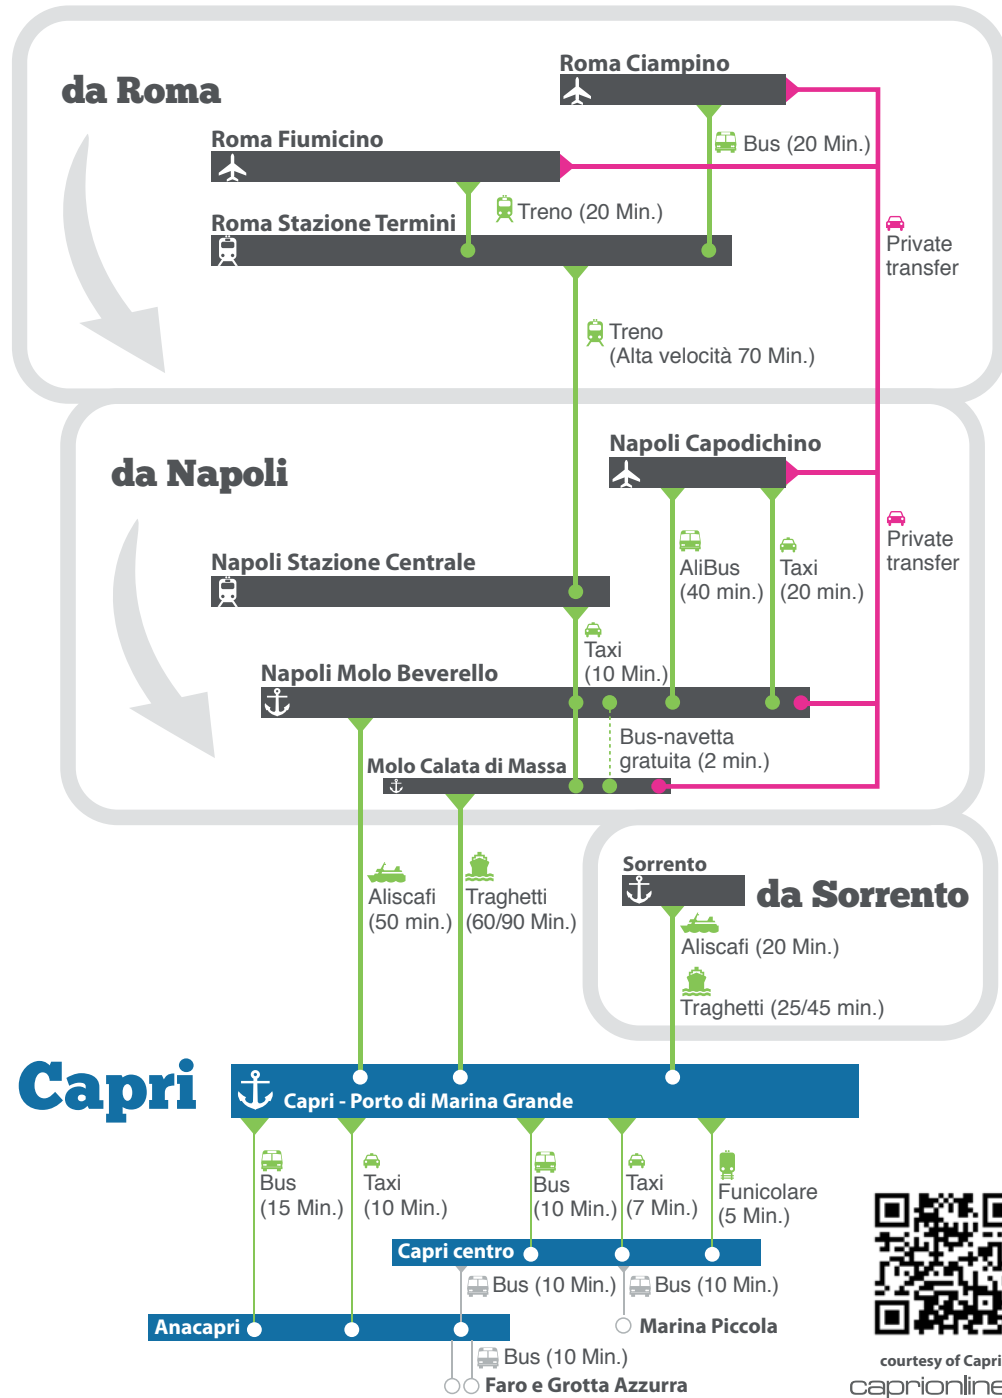 da Roma
Roma Ciampino
Bus (20 Min.)
Roma Fiumicino
Treno (20 Min.)
Roma Stazione Termini
Private
transfer
Treno
(Alta velocità 70 Min.)
da Napoli
Napoli Capodichino
Private
transfer
AliBus
(40 min.)
Taxi
(20 min.)
Napoli Stazione Centrale
Taxi
(10 Min.)
Napoli Molo Beverello
Bus-navetta
gratuita (2 min.)
Molo Calata di Massa
Aliscafi
(50 min.)
Traghetti
(60/90 Min.)
Sorrento
da Sorrento
Aliscafi (20 Min.)
Traghetti (25/45 min.)
Capri
Capri - Porto di Marina Grande
Bus
(15 Min.)
Taxi
(10 Min.)
Bus
(10 Min.)
Taxi
(7 Min.)
Funicolare
(5 Min.)
Capri centro
Bus (10 Min.)
Bus (10 Min.)
Anacapri
Marina Piccola
Bus (10 Min.)
Faro e Grotta Azzurra
courtesy of Capri
caprionline